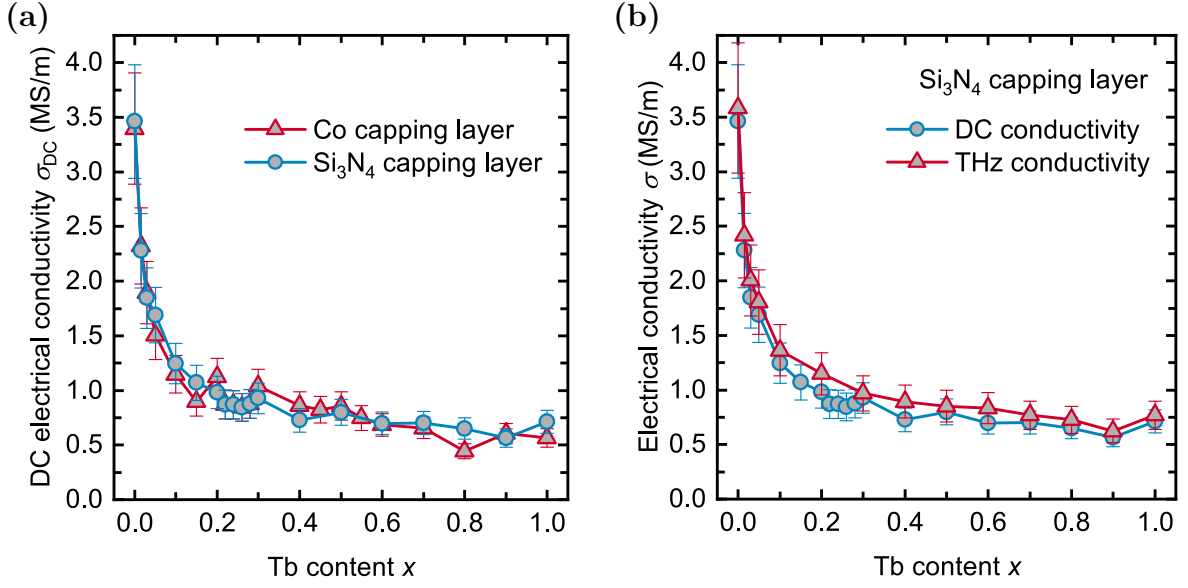 (a)
DC electrical conductivity σDC (MS/m)
4.0
3.5
3.0
2.5
2.0
1.5
1.0
0.5
0.0
Co capping layer
Si₃N₄ capping layer
0.0 0.2 0.4 0.6 0.8 1.0
Tb content x
(b)
Electrical conductivity σ (MS/m)
4.0
3.5
3.0
2.5
2.0
1.5
1.0
0.5
0.0
Si₃N₄ capping layer
DC conductivity
THz conductivity
0.0 0.2 0.4 0.6 0.8 1.0
Tb content x